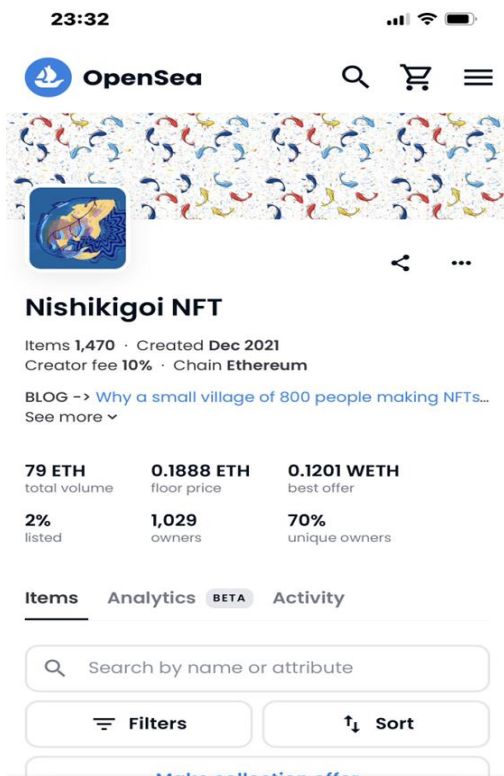 23:32
OpenSea
Nishikigoi NFT
Items 1,470 · Created Dec 2021
Creator fee 10% · Chain Ethereum
BLOG -> Why a small village of 800 people making NFTs...
See more
79 ETH 0.1888 ETH 0.1201 WETH
total volume floor price best offer
2% 1,029 70%
listed owners unique owners
Items Analytics BETA Activity
Search by name or attribute
Filters Sort
Make collection offer